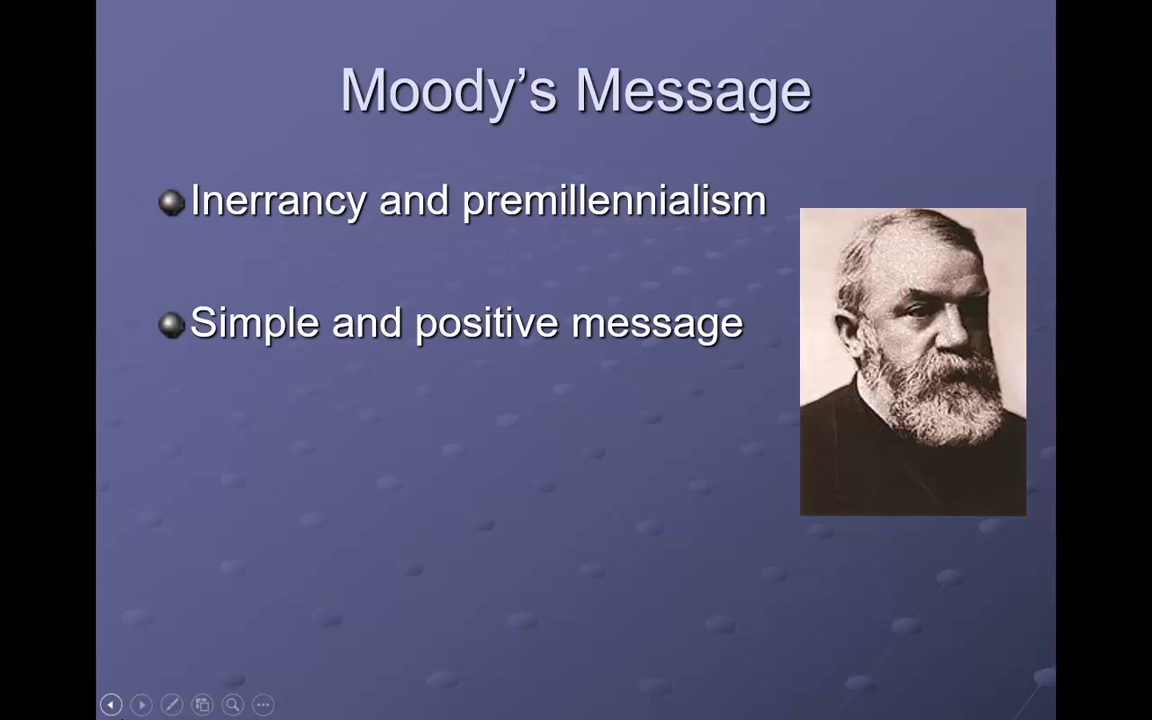 Moody’s Message
Inerrancy and premillennialism
Simple and positive message